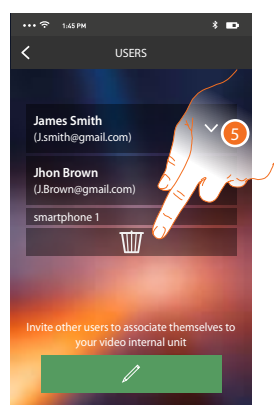 1:45 PM
USERS
James Smith
(J.smith@gmail.com)
5
Jhon Brown
(J.Brown@gmail.com)
smartphone 1
Invite other users to associate themselves to
your video internal unit